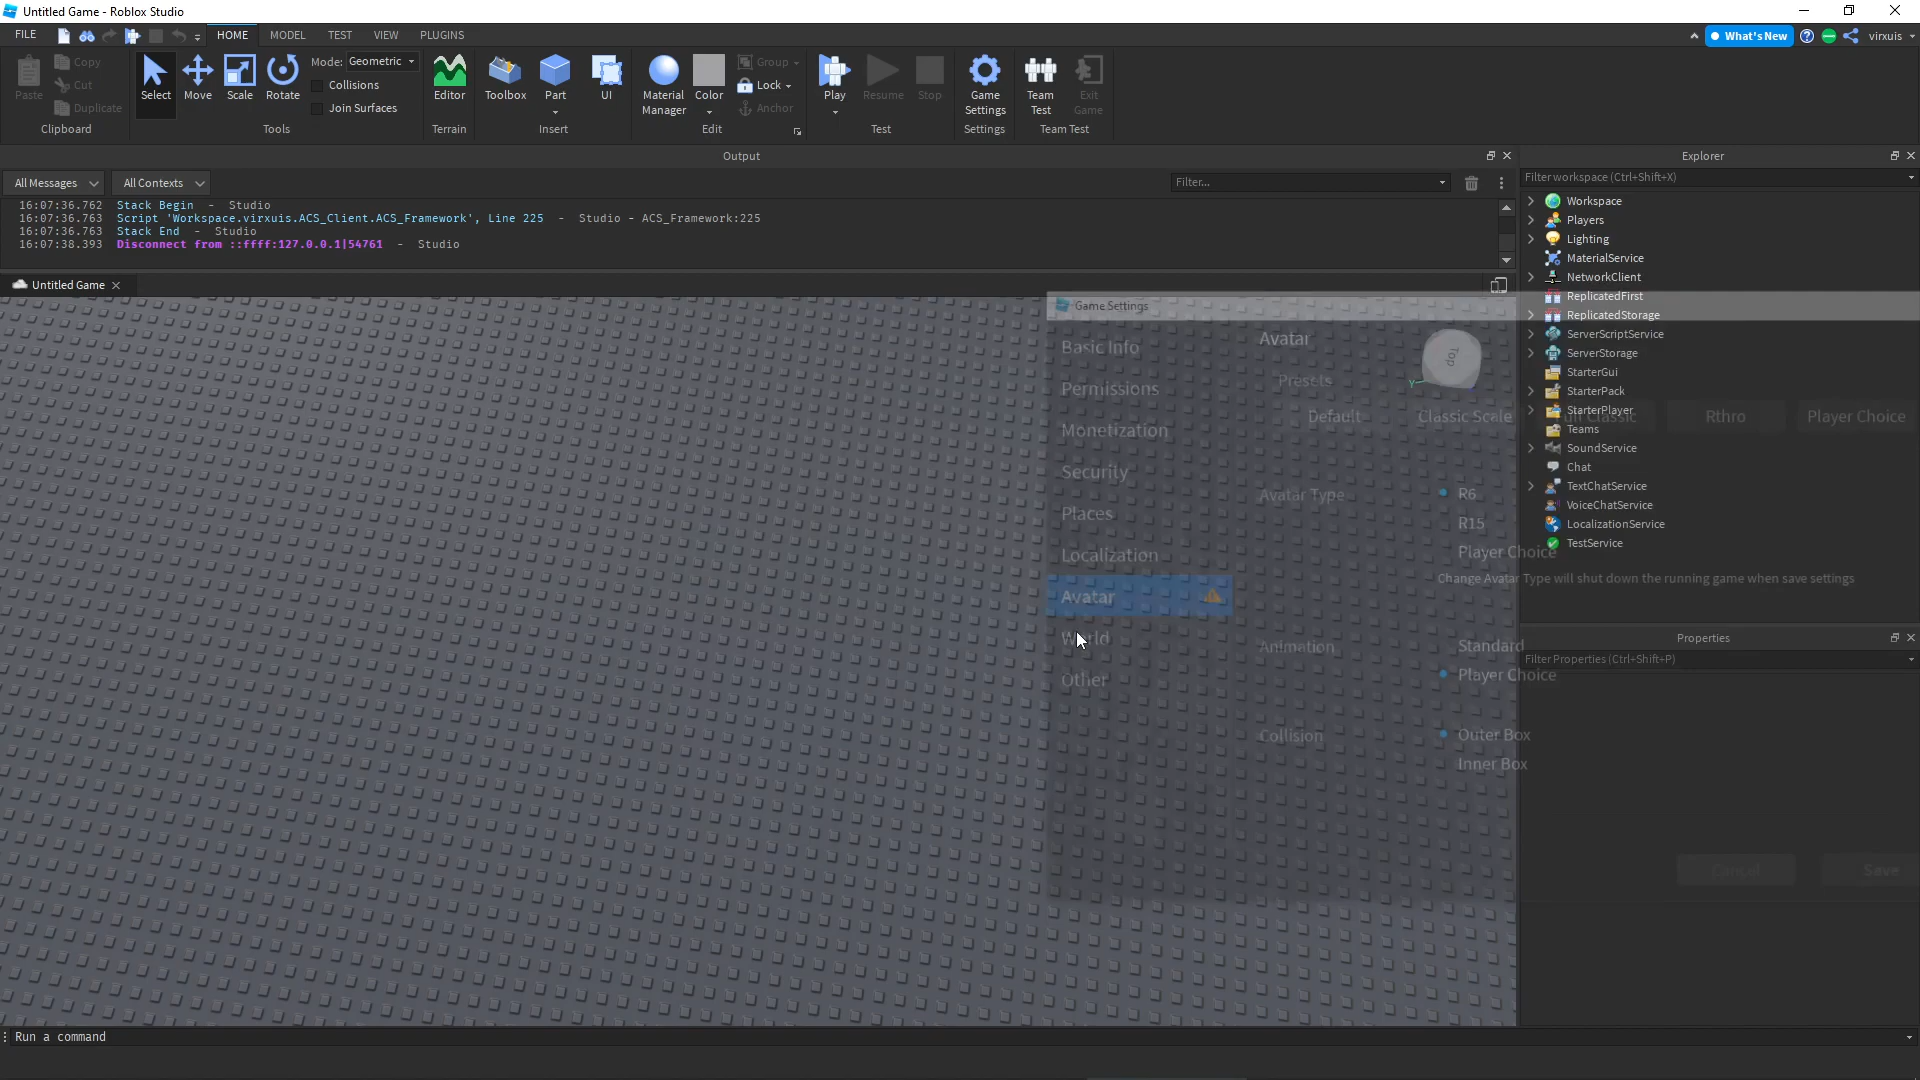 Untitled Game - Roblox Studio
FILE HOME MODEL TEST VIEW PLUGINS What's New virxuis
Paste Copy Cut Duplicate Clipboard
Select Move Scale Rotate Mode: Geometric Collisions Join Surfaces Tools
Editor Terrain
Toolbox Part UI Insert
Material Manager Color Group Lock Anchor Edit
Play Resume Stop Test
Game Settings Settings
Team Test Exit Game Team Test
Output
All Messages All Contexts Filter...
16:07:36.762 Stack Begin - Studio
16:07:36.763 Script 'Workspace.virxuis.ACS_Client.ACS_Framework', Line 225 - Studio - ACS_Framework:225
16:07:36.763 Stack End - Studio
16:07:38.393 Disconnect from ::ffff:127.0.0.1|54761 - Studio
Untitled Game
Game Settings
Basic Info
Permissions
Monetization
Security
Places
Localization
Avatar
World
Other
Avatar
Top
Y
Presets
Default Classic Scale Classic Rthro Player Choice
Avatar Type R6
R15
Player Choice
Change Avatar Type will shut down the running game when save settings
Animation Standard
Player Choice
Collision Outer Box
Inner Box
Cancel Save
Explorer
Filter workspace (Ctrl+Shift+X)
Workspace
Players
Lighting
MaterialService
NetworkClient
ReplicatedFirst
ReplicatedStorage
ServerScriptService
ServerStorage
StarterGui
StarterPack
StarterPlayer
Teams
SoundService
Chat
TextChatService
VoiceChatService
LocalizationService
TestService
Properties
Filter Properties (Ctrl+Shift+P)
Run a command